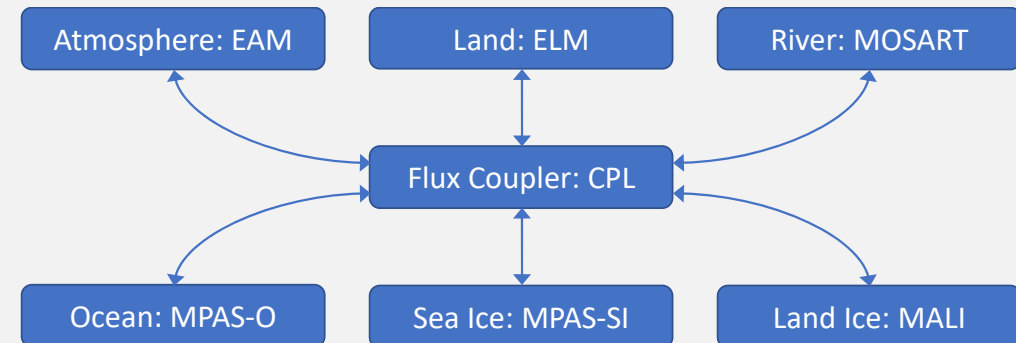 Atmosphere: EAM
Land: ELM
River: MOSART
Flux Coupler: CPL
Ocean: MPAS-O
Sea Ice: MPAS-SI
Land Ice: MALI